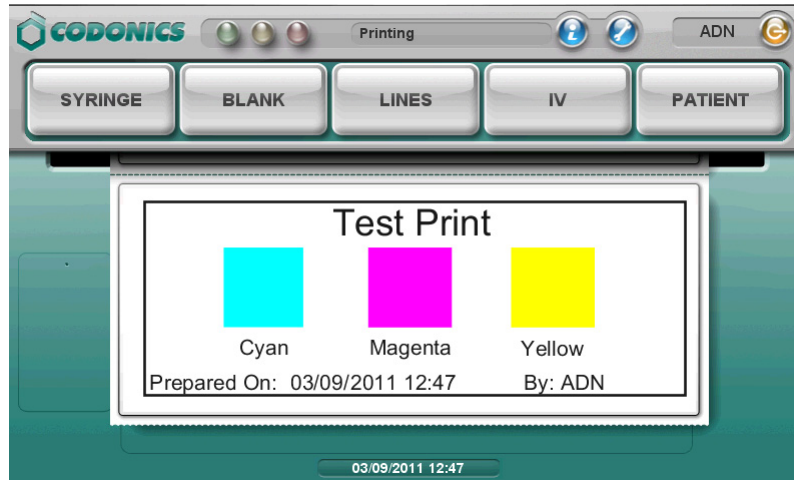 CODONICS Printing ADN
SYRINGE BLANK LINES IV PATIENT
Test Print
Cyan Magenta Yellow
Prepared On: 03/09/2011 12:47 By: ADN
03/09/2011 12:47